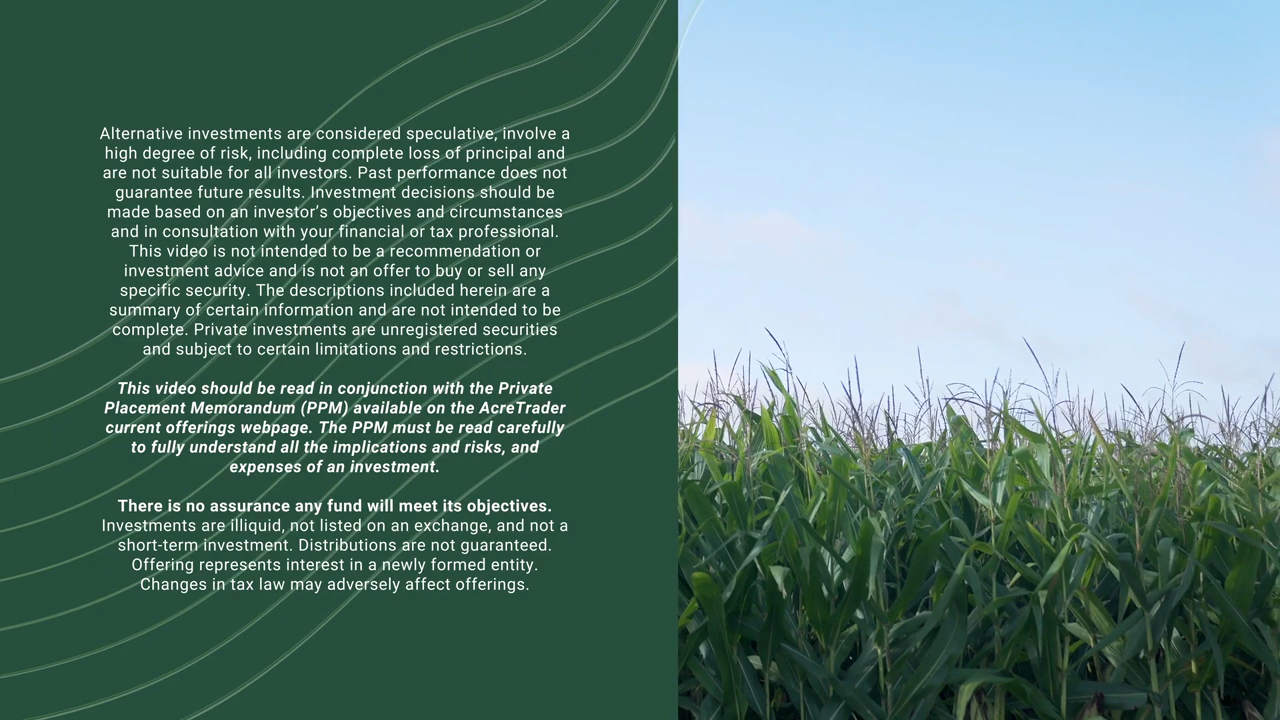 Alternative investments are considered speculative, involve a
high degree of risk, including complete loss of principal and
are not suitable for all investors. Past performance does not
guarantee future results. Investment decisions should be
made based on an investor’s objectives and circumstances
and in consultation with your financial or tax professional.
This video is not intended to be a recommendation or
investment advice and is not an offer to buy or sell any
specific security. The descriptions included herein are a
summary of certain information and are not intended to be
complete. Private investments are unregistered securities
and subject to certain limitations and restrictions.
This video should be read in conjunction with the Private
Placement Memorandum (PPM) available on the AcreTrader
current offerings webpage. The PPM must be read carefully
to fully understand all the implications and risks, and
expenses of an investment.
There is no assurance any fund will meet its objectives.
Investments are illiquid, not listed on an exchange, and not a
short-term investment. Distributions are not guaranteed.
Offering represents interest in a newly formed entity.
Changes in tax law may adversely affect offerings.